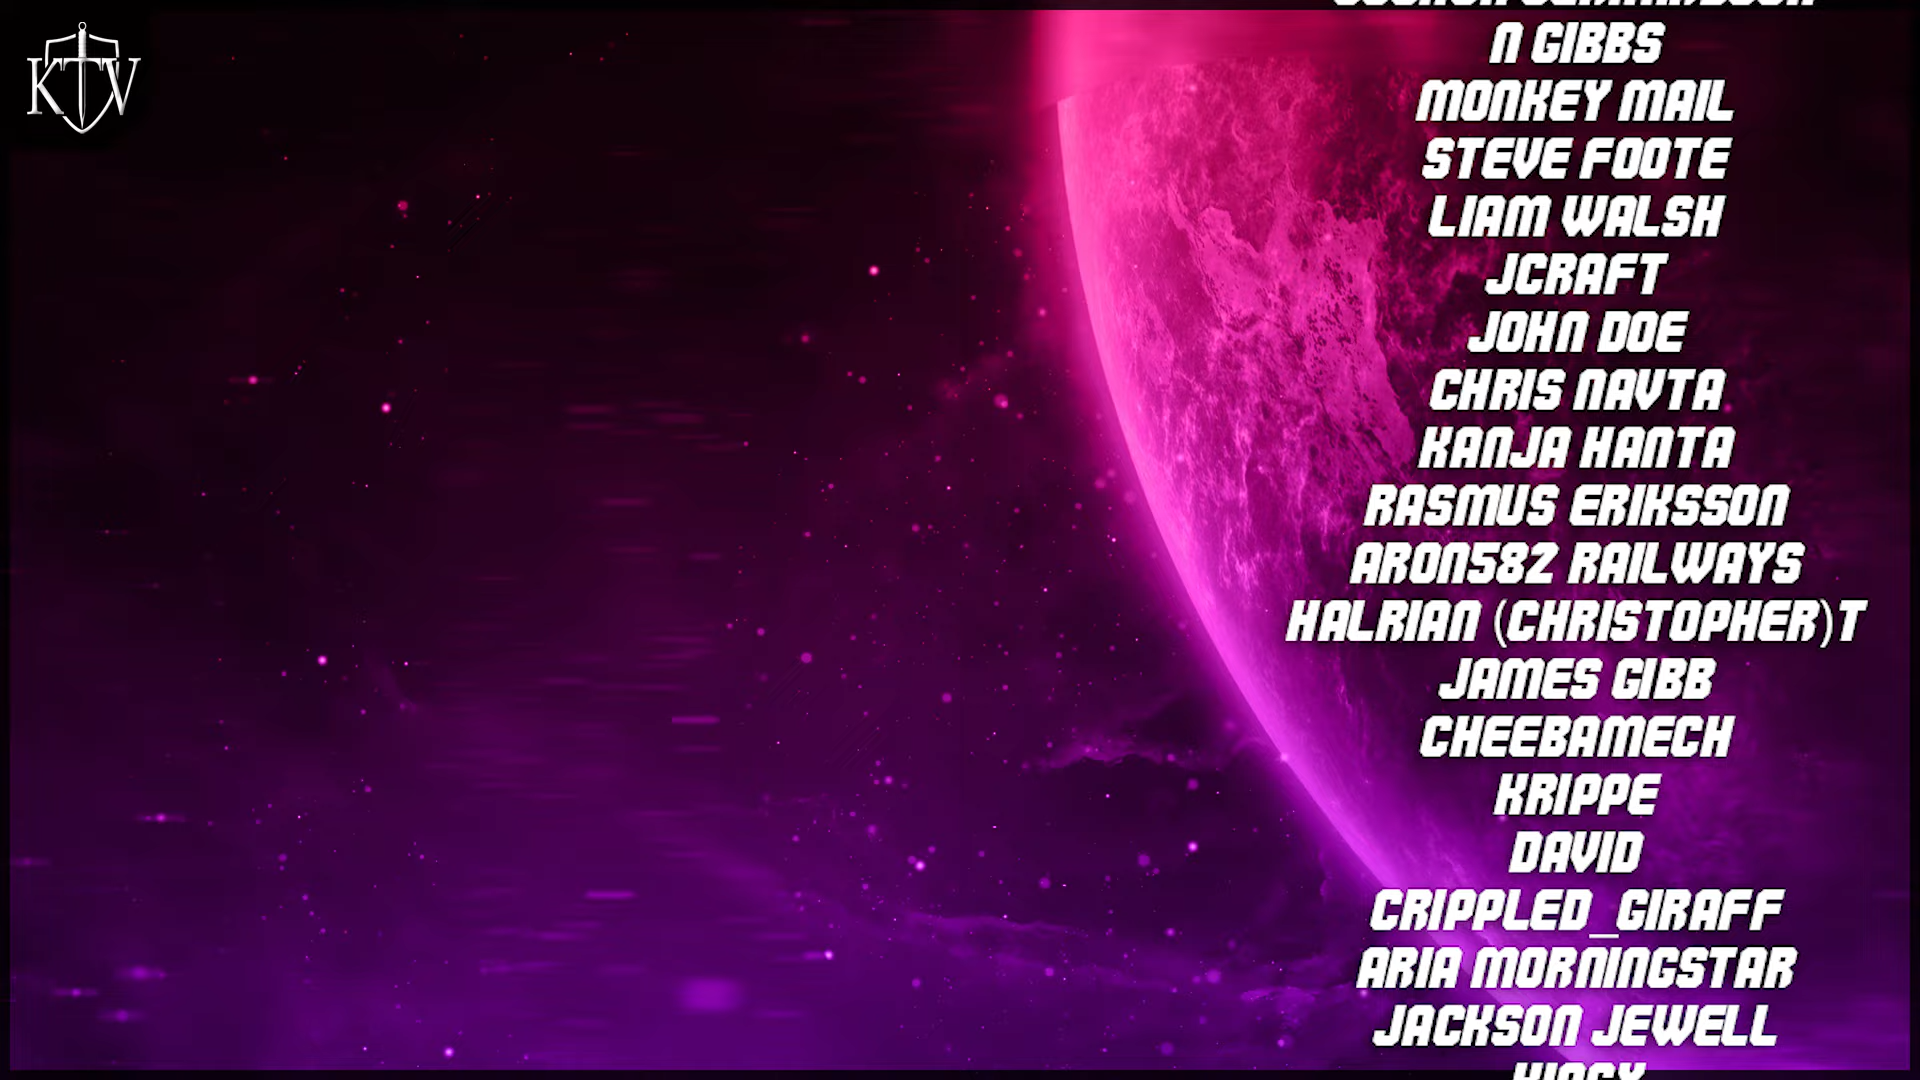 KTV
N GIBBS
MONKEY MAIL
STEVE FOOTE
LIAM WALSH
JCRAFT
JOHN DOE
CHRIS NAVTA
KANJA HANTA
RASMUS ERIKSSON
ARON582 RAILWAYS
HALRIAN (CHRISTOPHER)T
JAMES GIBB
CHEEBAMECH
KRIPPE
DAVID
CRIPPLED_GIRAFF
ARIA MORNINGSTAR
JACKSON JEWELL